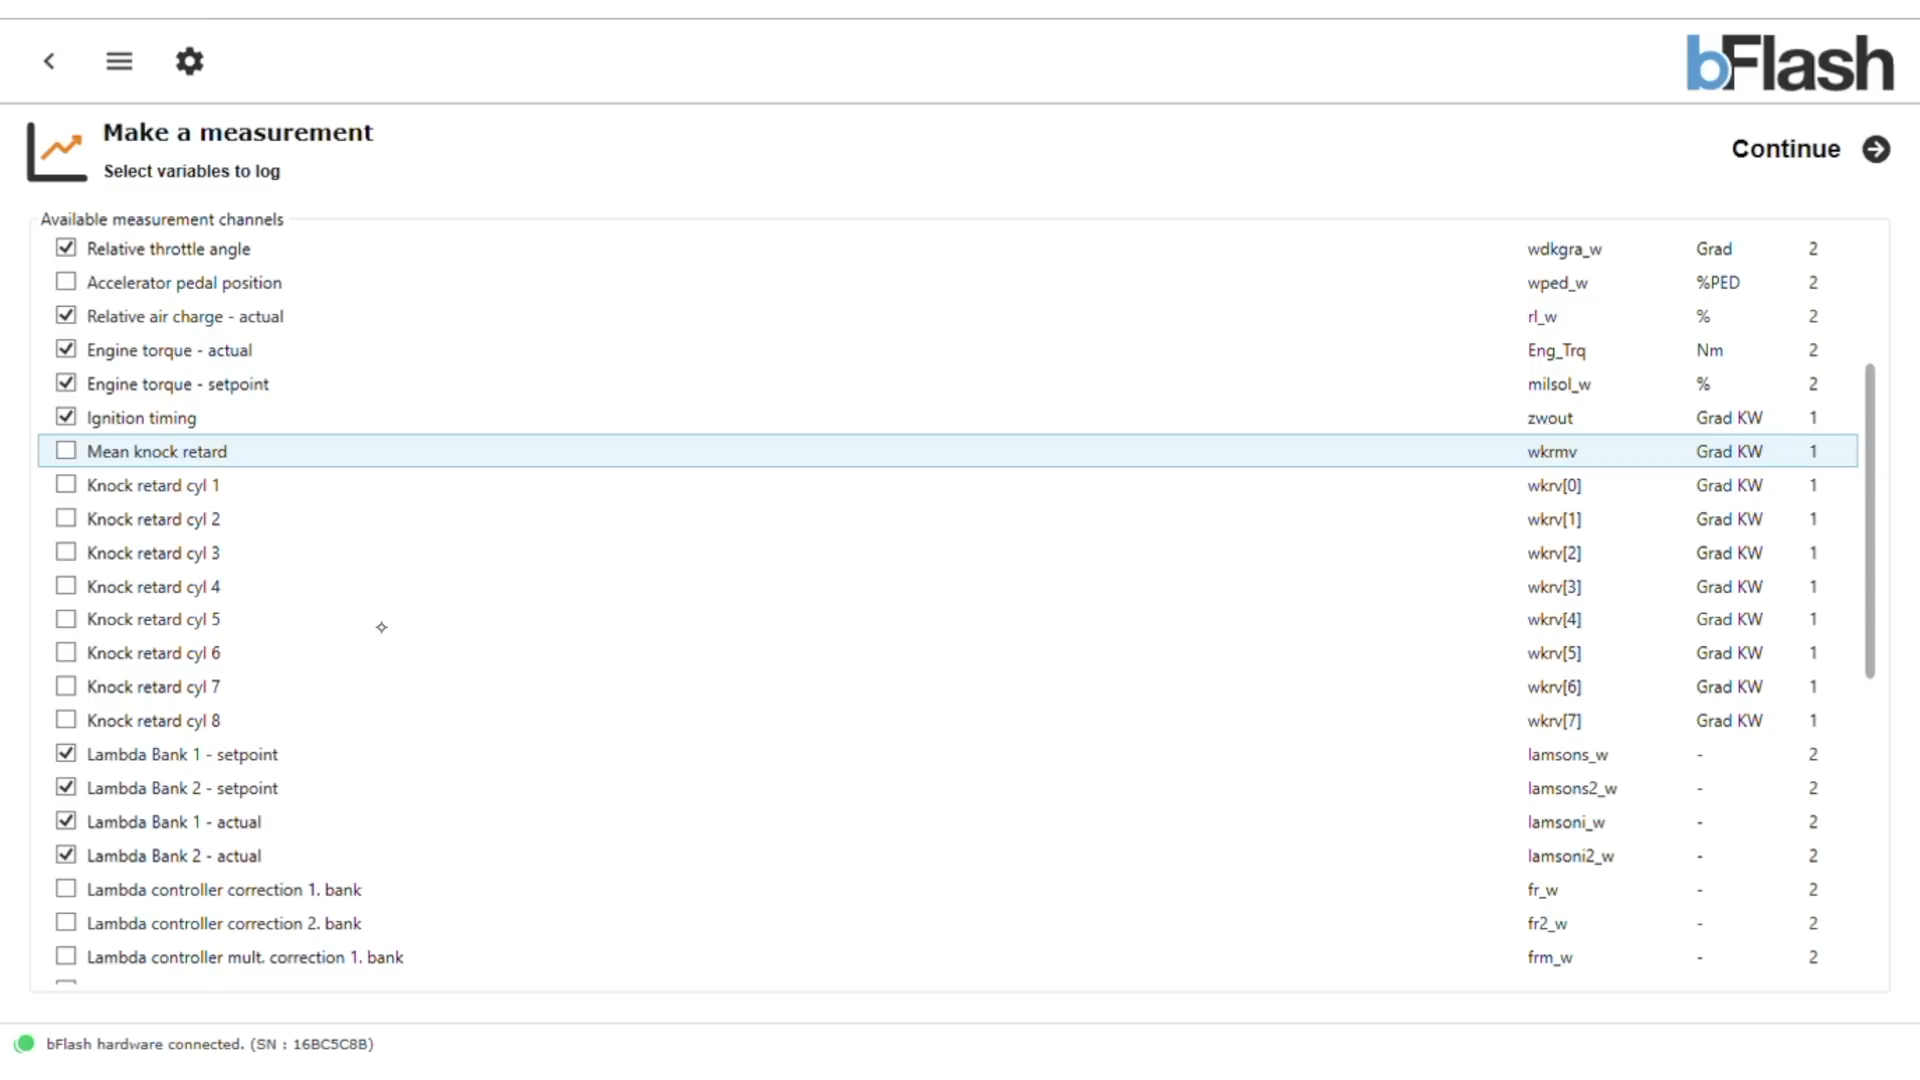 bFlash
Make a measurement
Select variables to log
Continue
Available measurement channels
Relative throttle angle wdkgra_w Grad 2
Accelerator pedal position wped_w %PED 2
Relative air charge - actual rl_w % 2
Engine torque - actual Eng_Trq Nm 2
Engine torque - setpoint milsol_w % 2
Ignition timing zwout Grad KW 1
Mean knock retard wkrmv Grad KW 1
Knock retard cyl 1 wkrv[0] Grad KW 1
Knock retard cyl 2 wkrv[1] Grad KW 1
Knock retard cyl 3 wkrv[2] Grad KW 1
Knock retard cyl 4 wkrv[3] Grad KW 1
Knock retard cyl 5 wkrv[4] Grad KW 1
Knock retard cyl 6 wkrv[5] Grad KW 1
Knock retard cyl 7 wkrv[6] Grad KW 1
Knock retard cyl 8 wkrv[7] Grad KW 1
Lambda Bank 1 - setpoint lamsons_w - 2
Lambda Bank 2 - setpoint lamsons2_w - 2
Lambda Bank 1 - actual lamsoni_w - 2
Lambda Bank 2 - actual lamsoni2_w - 2
Lambda controller correction 1. bank fr_w - 2
Lambda controller correction 2. bank fr2_w - 2
Lambda controller mult. correction 1. bank frm_w - 2
bFlash hardware connected. (SN : 16BC5C8B)